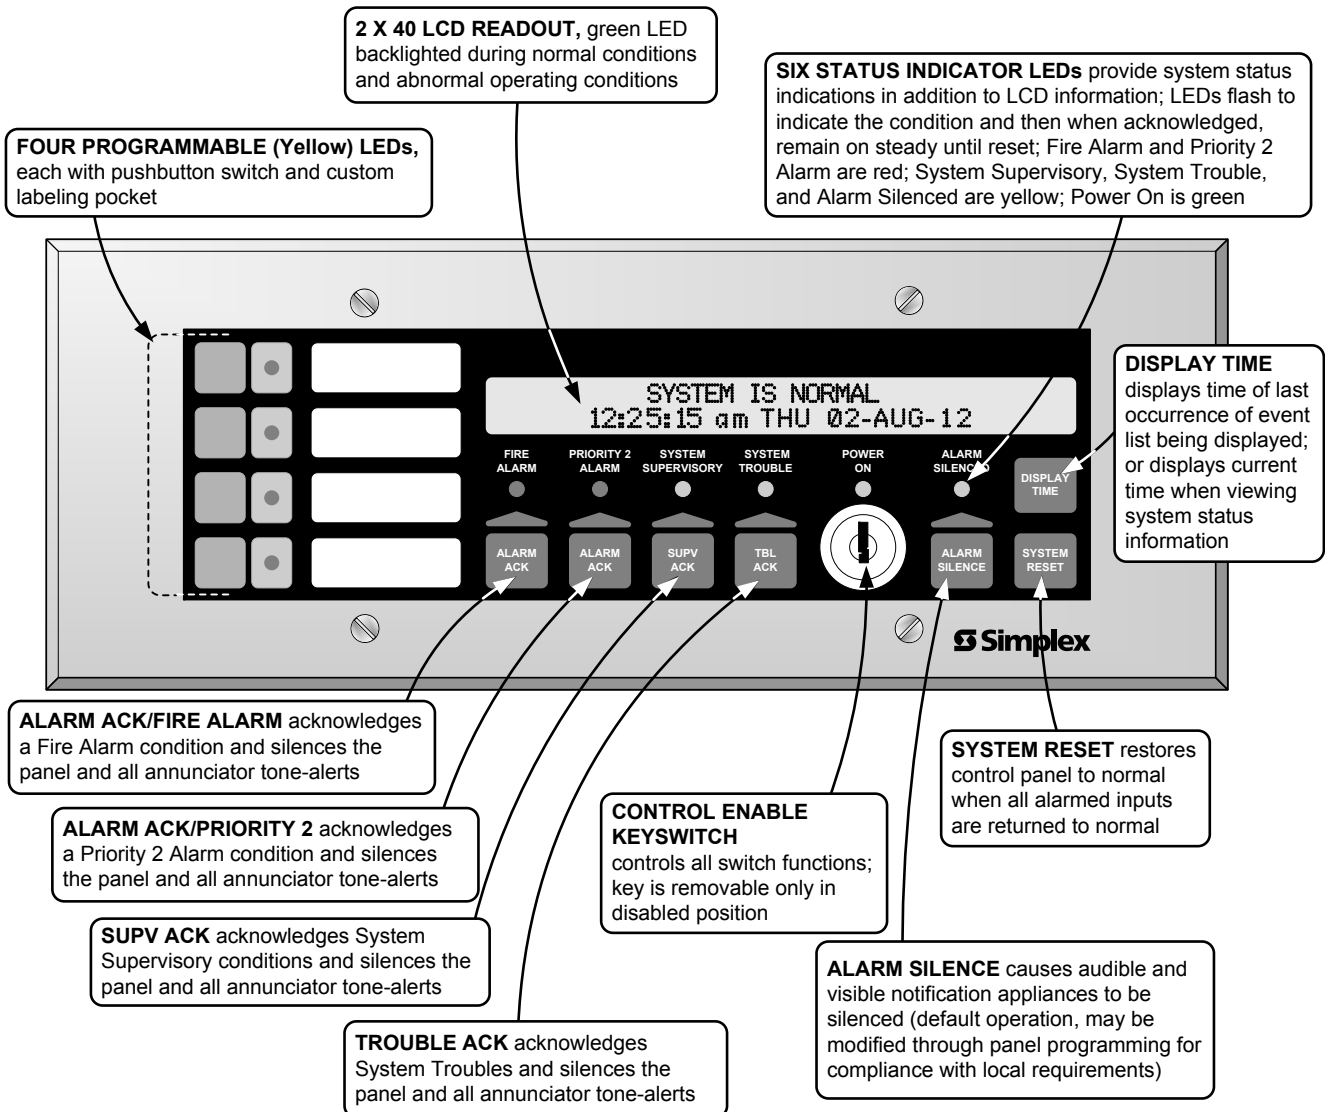 2 X 40 LCD READOUT, green LED
backlighted during normal conditions
and abnormal operating conditions
SIX STATUS INDICATOR LEDs provide system status
indications in addition to LCD information; LEDs flash to
indicate the condition and then when acknowledged,
remain on steady until reset; Fire Alarm and Priority 2
Alarm are red; System Supervisory, System Trouble,
and Alarm Silenced are yellow; Power On is green
FOUR PROGRAMMABLE (Yellow) LEDs,
each with pushbutton switch and custom
labeling pocket
SYSTEM IS NORMAL
12:25:15 am THU 02-AUG-12
FIRE
ALARM
PRIORITY 2
ALARM
SYSTEM
SUPERVISORY
SYSTEM
TROUBLE
POWER
ON
ALARM
SILENCED
DISPLAY
TIME
ALARM
ACK
ALARM
ACK
SUPV
ACK
TBL
ACK
ALARM
SILENCE
SYSTEM
RESET
Simplex
DISPLAY TIME
displays time of last
occurrence of event
list being displayed;
or displays current
time when viewing
system status
information
ALARM ACK/FIRE ALARM acknowledges
a Fire Alarm condition and silences the
panel and all annunciator tone-alerts
ALARM ACK/PRIORITY 2 acknowledges
a Priority 2 Alarm condition and silences
the panel and all annunciator tone-alerts
SUPV ACK acknowledges System
Supervisory conditions and silences the
panel and all annunciator tone-alerts
TROUBLE ACK acknowledges
System Troubles and silences the
panel and all annunciator tone-alerts
CONTROL ENABLE
KEYSWITCH
controls all switch functions;
key is removable only in
disabled position
SYSTEM RESET restores
control panel to normal
when all alarmed inputs
are returned to normal
ALARM SILENCE causes audible and
visible notification appliances to be
silenced (default operation, may be
modified through panel programming for
compliance with local requirements)